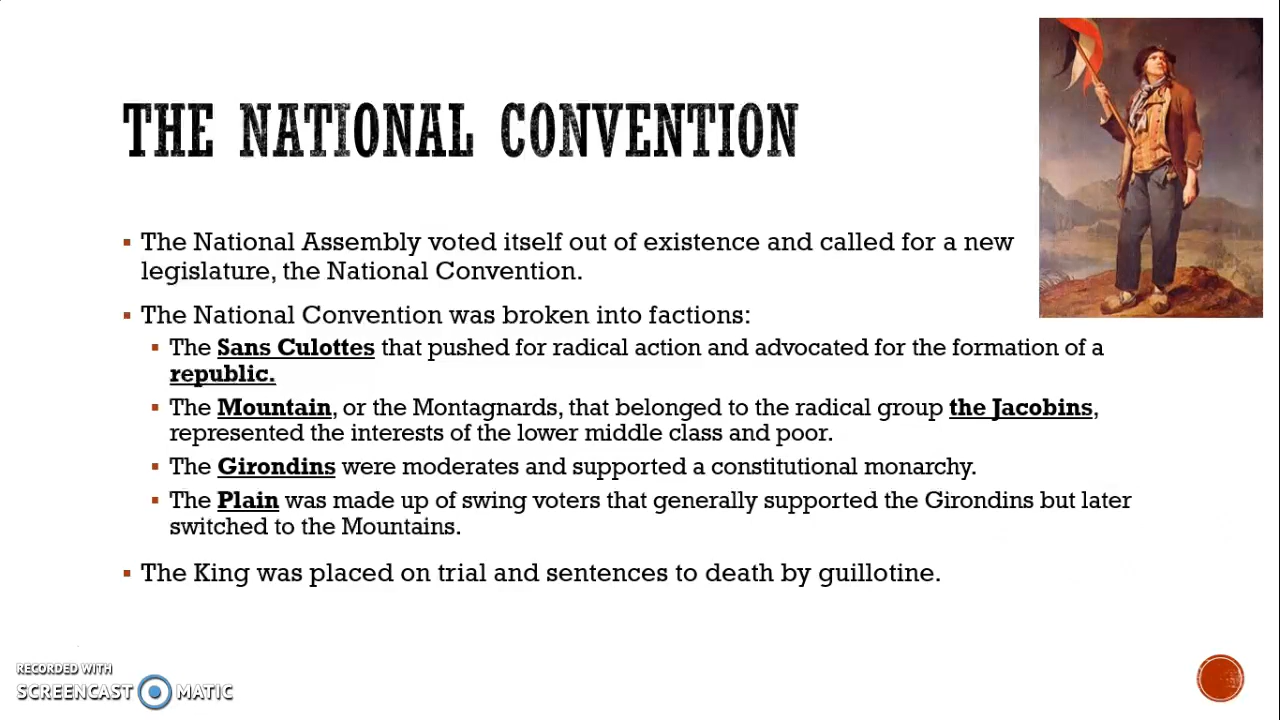 THE NATIONAL CONVENTION
The National Assembly voted itself out of existence and called for a new
legislature, the National Convention.
The National Convention was broken into factions:
The Sans Culottes that pushed for radical action and advocated for the formation of a
republic.
The Mountain, or the Montagnards, that belonged to the radical group the Jacobins,
represented the interests of the lower middle class and poor.
The Girondins were moderates and supported a constitutional monarchy.
The Plain was made up of swing voters that generally supported the Girondins but later
switched to the Mountains.
The King was placed on trial and sentences to death by guillotine.
RECORDED WITH
SCREENCAST MATIC